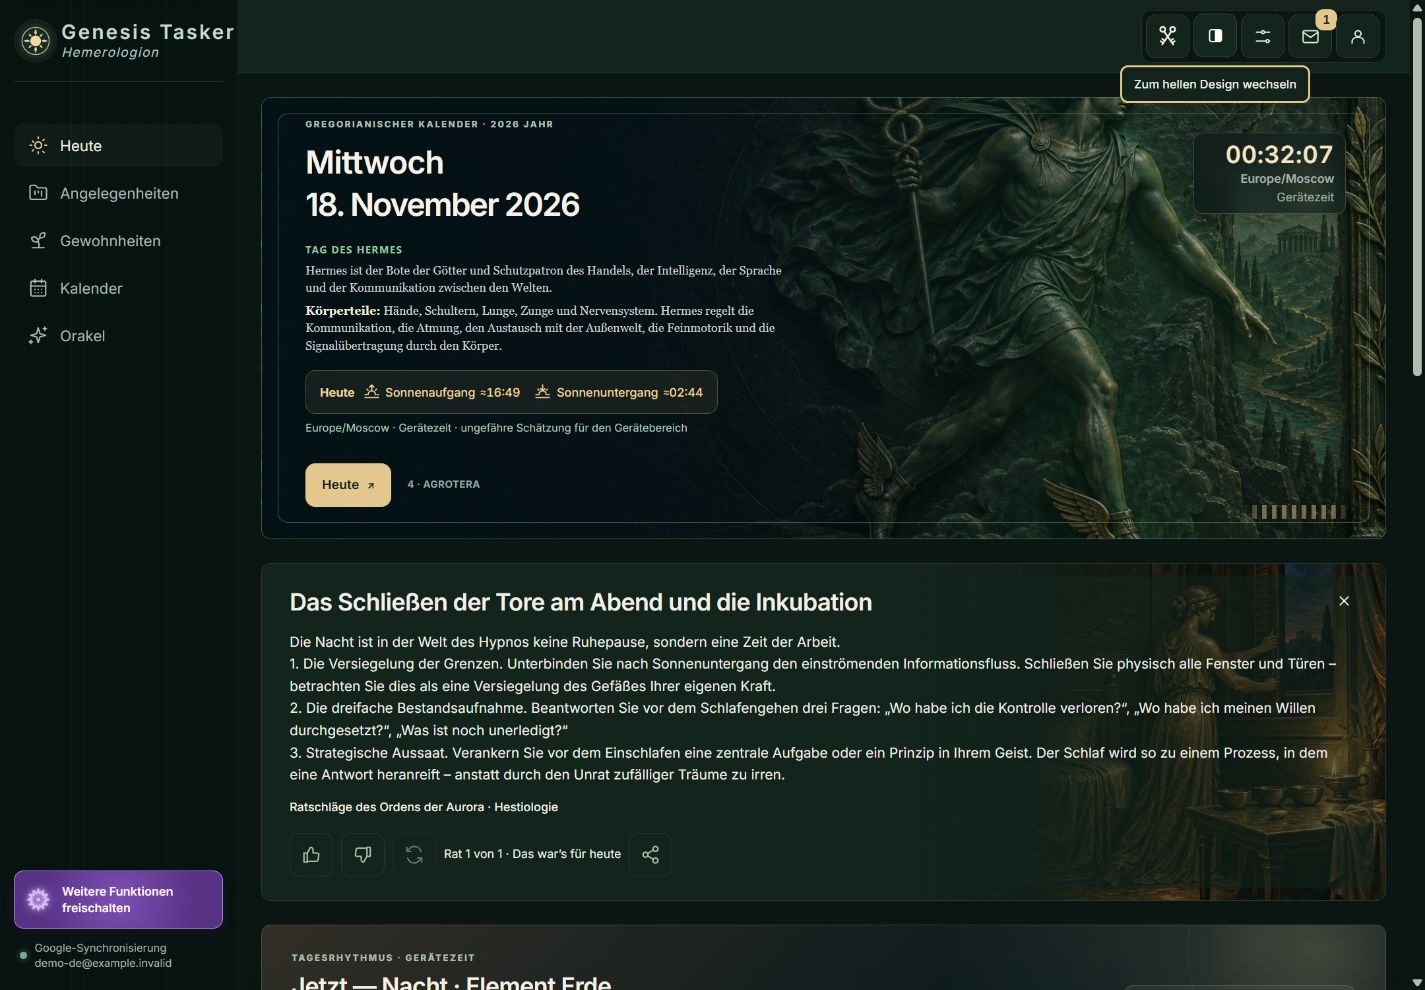 Genesis Tasker
Hemerologion
1
Zum hellen Design wechseln
Heute
Angelegenheiten
Gewohnheiten
Kalender
Orakel
Weitere Funktionen
freischalten
Google-Synchronisierung
demo-de@example.invalid
GREGORIANISCHER KALENDER · 2026 JAHR
Mittwoch
18. November 2026
00:32:07
Europe/Moscow
Gerätezeit
TAG DES HERMES
Hermes ist der Bote der Götter und Schutzpatron des Handels, der Intelligenz, der Sprache
und der Kommunikation zwischen den Welten.
Körperteile: Hände, Schultern, Lunge, Zunge und Nervensystem. Hermes regelt die
Kommunikation, die Atmung, den Austausch mit der Außenwelt, die Feinmotorik und die
Signalübertragung durch den Körper.
Heute Sonnenaufgang ≈16:49 Sonnenuntergang ≈02:44
Europe/Moscow · Gerätezeit · ungefähre Schätzung für den Gerätebereich
Heute ↗ 4 · AGROTERA
Das Schließen der Tore am Abend und die Inkubation
Die Nacht ist in der Welt des Hypnos keine Ruhepause, sondern eine Zeit der Arbeit.
1. Die Versiegelung der Grenzen. Unterbinden Sie nach Sonnenuntergang den einströmenden Informationsfluss. Schließen Sie physisch alle Fenster und Türen –
betrachten Sie dies als eine Versiegelung des Gefäßes Ihrer eigenen Kraft.
2. Die dreifache Bestandsaufnahme. Beantworten Sie vor dem Schlafengehen drei Fragen: „Wo habe ich die Kontrolle verloren?“, „Wo habe ich meinen Willen
durchgesetzt?“, „Was ist noch unerledigt?“
3. Strategische Aussaat. Verankern Sie vor dem Einschlafen eine zentrale Aufgabe oder ein Prinzip in Ihrem Geist. Der Schlaf wird so zu einem Prozess, in dem
eine Antwort heranreift – anstatt durch den Unrat zufälliger Träume zu irren.
Ratschläge des Ordens der Aurora · Hestiologie
Rat 1 von 1 · Das war’s für heute
TAGESRHYTHMUS · GERÄTEZEIT
Jetzt — Nacht · Element Erde